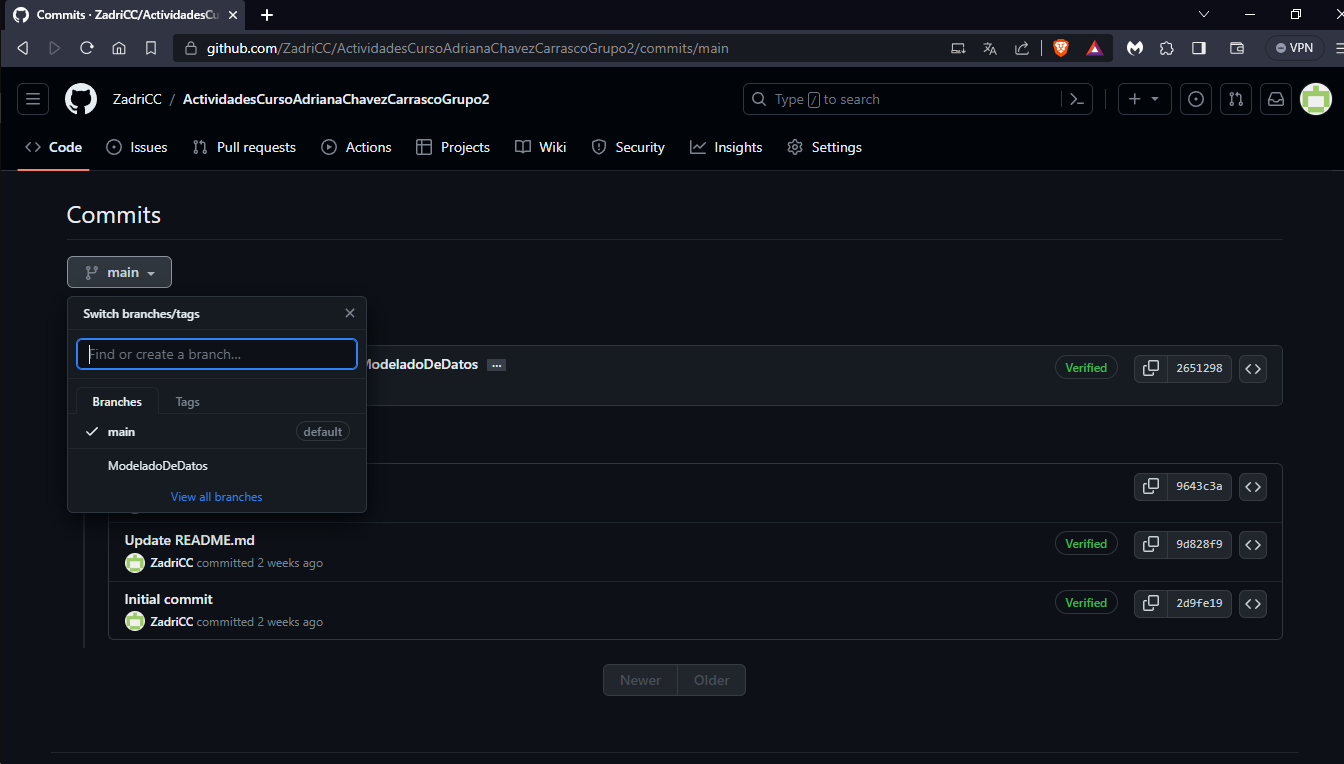 Commits · ZadriCC/ActividadesCu
github.com/ZadriCC/ActividadesCursoAdrianaChavezCarrascoGrupo2/commits/main
VPN
ZadriCC / ActividadesCursoAdrianaChavezCarrascoGrupo2
Type / to search
Code Issues Pull requests Actions Projects Wiki Security Insights Settings
Commits
main
Switch branches/tags
Find or create a branch...
ModeladoDeDatos ...
Verified 2651298
Branches Tags
main default
ModeladoDeDatos
View all branches
9643c3a
Update README.md
Verified 9d828f9
ZadriCC committed 2 weeks ago
Initial commit
Verified 2d9fe19
ZadriCC committed 2 weeks ago
Newer Older